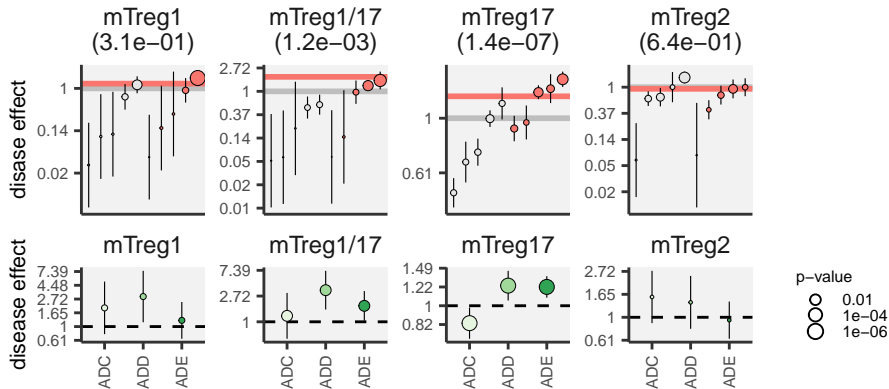 mTreg1
(3.1e−01)
mTreg1/17
(1.2e−03)
mTreg17
(1.4e−07)
mTreg2
(6.4e−01)
disase effect
1
0.14
0.02
2.72
1
0.37
0.14
0.05
0.02
0.01
1
0.61
2.72
1
0.37
0.14
0.05
0.02
mTreg1
mTreg1/17
mTreg17
mTreg2
disease effect
7.39
4.48
2.72
1.65
1
0.61
7.39
2.72
1
1.49
1.22
1
0.82
2.72
1.65
1
0.61
ADC
ADD
ADE
ADC
ADD
ADE
ADC
ADD
ADE
ADC
ADD
ADE
p−value
0.01
1e−04
1e−06